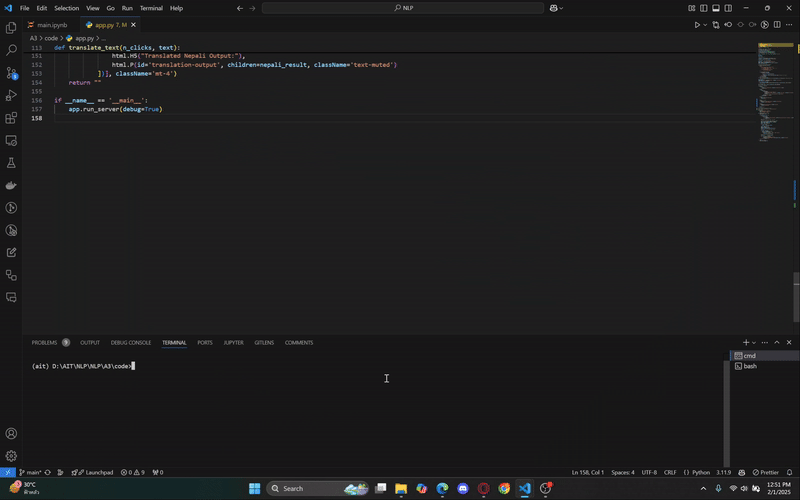 File Edit Selection View Go Run Terminal Help
NLP
main.ipynb
app.py 7, M
A3 > code > app.py > ...
113 def translate_text(n_clicks, text):
151 html.H5("Translated Nepali Output:"),
152 html.P(id='translation-output', children=nepali_result, className='text-muted')
153 ])], className='mt-4')
154 return ""
155
156 if __name__ == '__main__':
157 app.run_server(debug=True)
158
PROBLEMS 9 OUTPUT DEBUG CONSOLE TERMINAL PORTS JUPYTER GITLENS COMMENTS
(ait) D:\AIT\NLP\NLP\A3\code>
cmd
bash
main* Launchpad 0 9 0 Ln 158, Col 1 Spaces: 4 UTF-8 CRLF Python 3.11.9 Prettier
30°C
Search
12:51 PM
2/1/2025